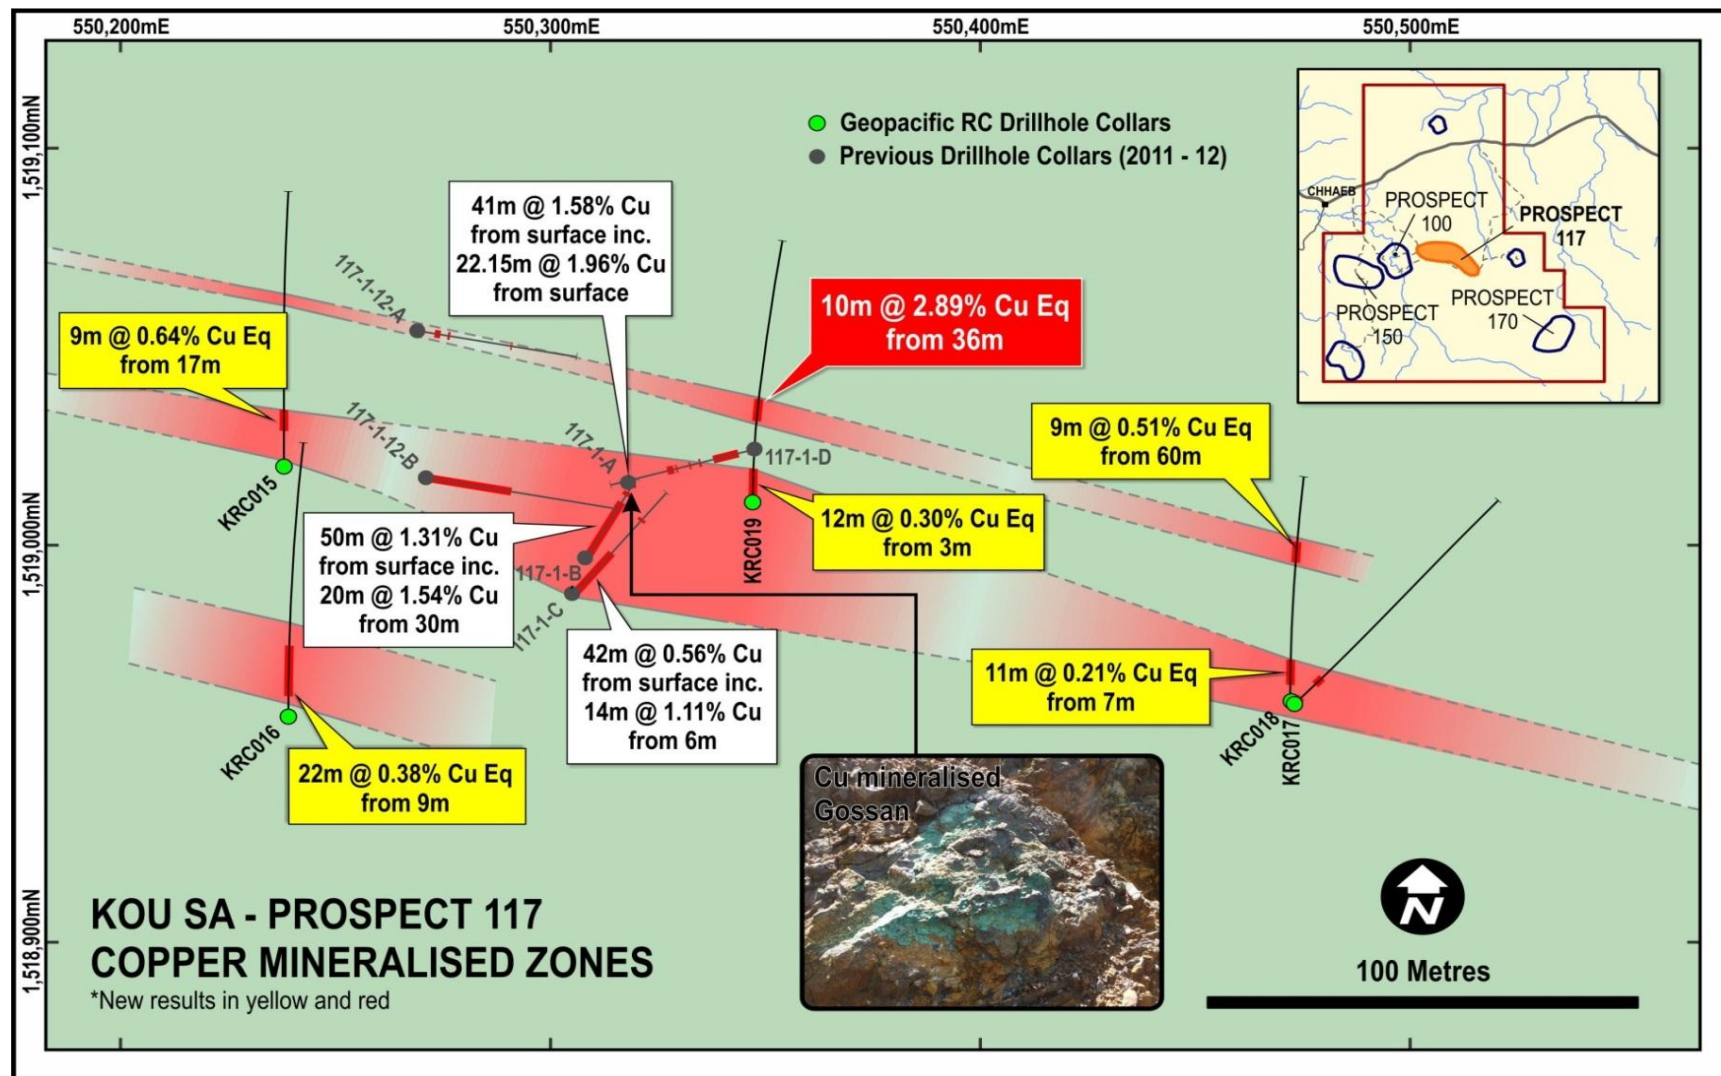 550,200mE
550,300mE
550,400mE
550,500mE
1,519,100mN
1,519,000mN
1,518,900mN
Geopacific RC Drillhole Collars
Previous Drillhole Collars (2011 - 12)
CHHAEB
PROSPECT
100
PROSPECT
117
PROSPECT
150
PROSPECT
170
41m @ 1.58% Cu
from surface inc.
22.15m @ 1.96% Cu
from surface
10m @ 2.89% Cu Eq
from 36m
9m @ 0.64% Cu Eq
from 17m
9m @ 0.51% Cu Eq
from 60m
12m @ 0.30% Cu Eq
from 3m
50m @ 1.31% Cu
from surface inc.
20m @ 1.54% Cu
from 30m
42m @ 0.56% Cu
from surface inc.
14m @ 1.11% Cu
from 6m
11m @ 0.21% Cu Eq
from 7m
22m @ 0.38% Cu Eq
from 9m
117-1-12-A
117-1-12-B
117-1-A
117-1-D
117-1-B
117-1-C
KRC015
KRC019
KRC016
KRC018
KRC017
Cu mineralised
Gossan
KOU SA - PROSPECT 117
COPPER MINERALISED ZONES
*New results in yellow and red
N
100 Metres